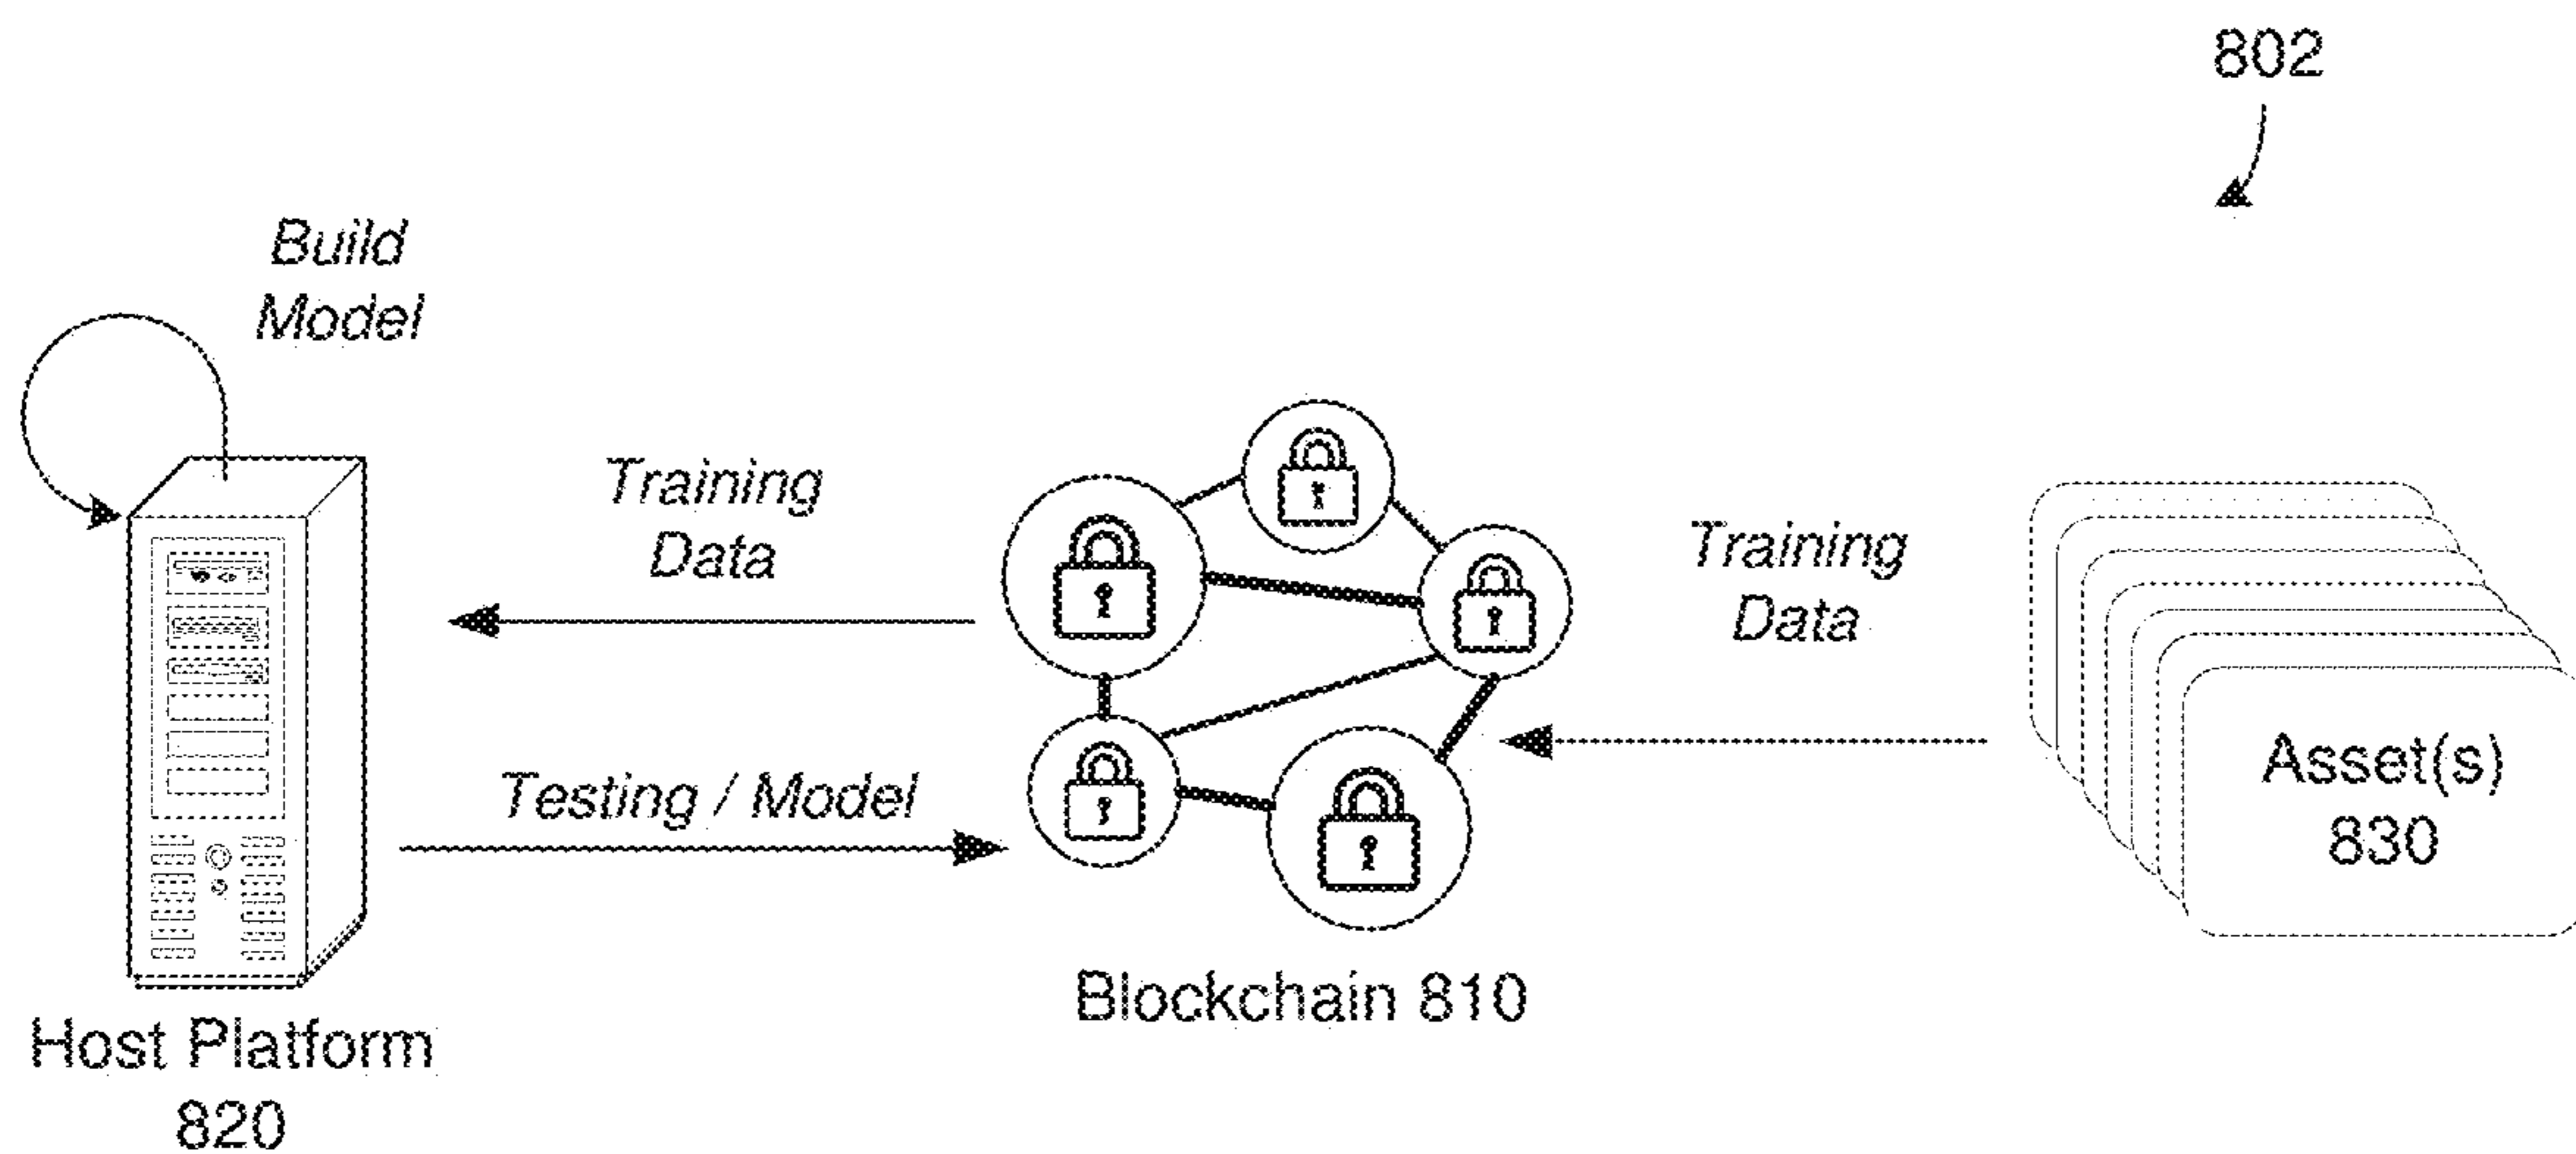 802
Build
Model
Training
Data
Training
Data
Testing / Model
Asset(s)
830
Blockchain 810
Host Platform
820